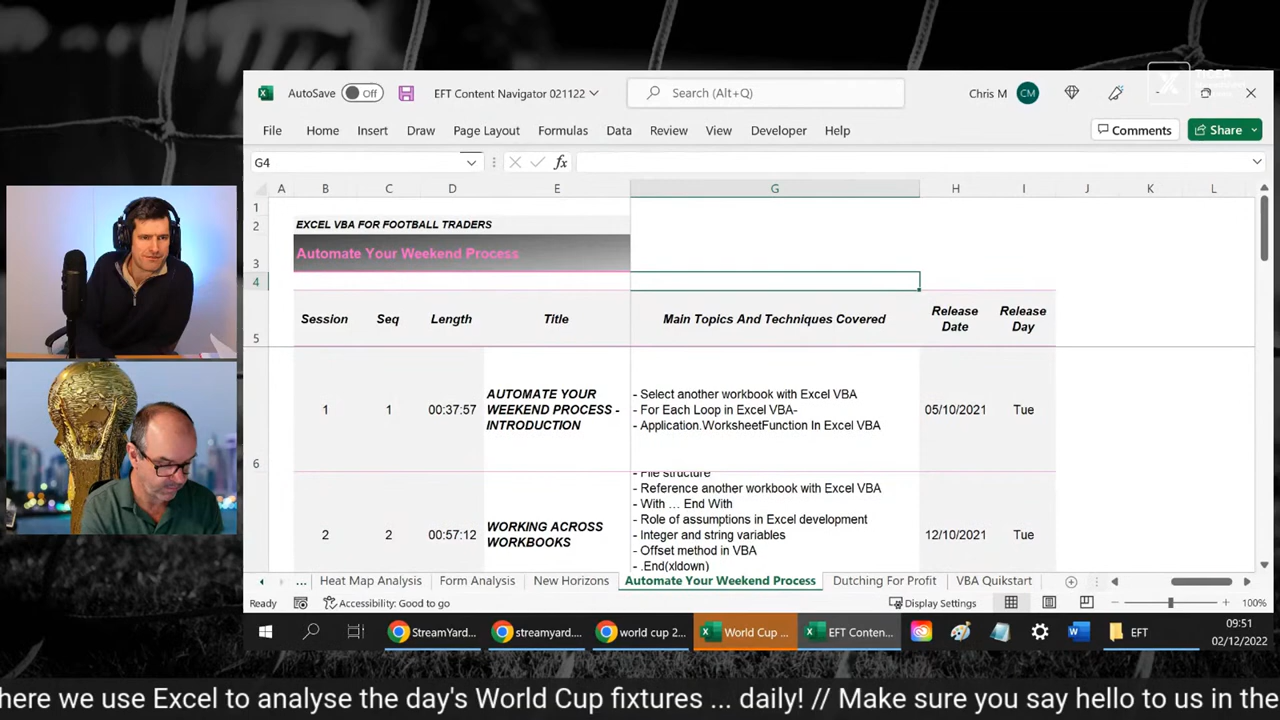 AutoSave Off EFT Content Navigator 021122 Search (Alt+Q) Chris M CM
TIGER
File Home Insert Draw Page Layout Formulas Data Review View Developer Help Comments Share
G4 fx
A B C D E G H I J K L
1
2 EXCEL VBA FOR FOOTBALL TRADERS
3 Automate Your Weekend Process
4
Session Seq Length Title Main Topics And Techniques Covered Release Date Release Day
5
1 1 00:37:57 AUTOMATE YOUR WEEKEND PROCESS - INTRODUCTION
- Select another workbook with Excel VBA
- For Each Loop in Excel VBA-
- Application.WorksheetFunction In Excel VBA
05/10/2021 Tue
6
2 2 00:57:12 WORKING ACROSS WORKBOOKS
- File structure
- Reference another workbook with Excel VBA
- With ... End With
- Role of assumptions in Excel development
- Integer and string variables
- Offset method in VBA
- .End(xldown)
12/10/2021 Tue
... Heat Map Analysis Form Analysis New Horizons Automate Your Weekend Process Dutching For Profit VBA Quikstart
Ready Accessibility: Good to go Display Settings 100%
StreamYard... streamyard.... world cup 2... World Cup ... EFT Conten... EFT 09:51
02/12/2022
here we use Excel to analyse the day's World Cup fixtures ... daily! // Make sure you say hello to us in the